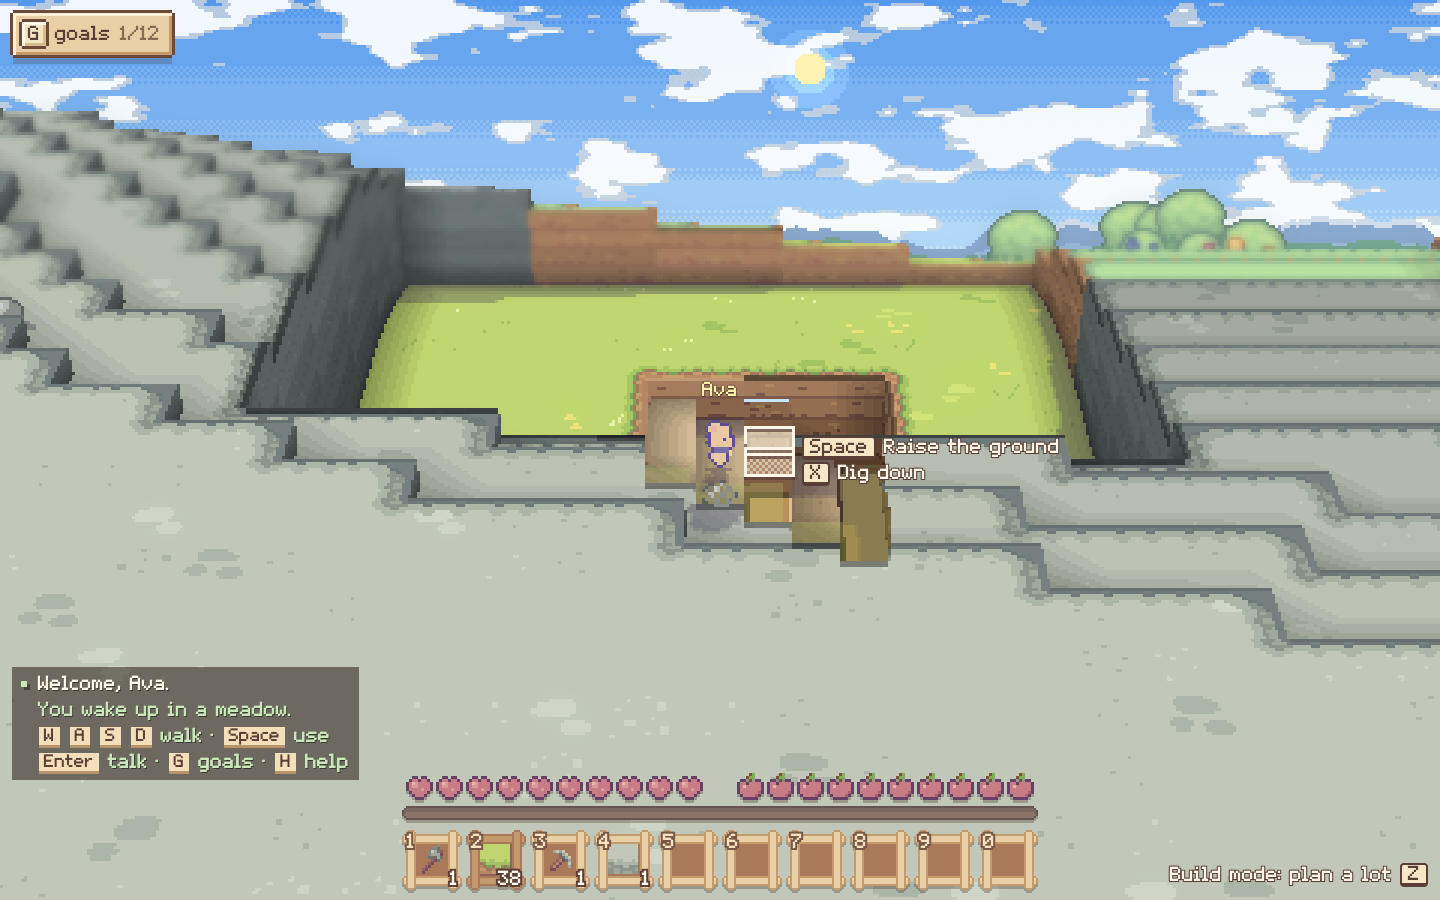 G goals 1/12
Ava
Space Raise the ground
X Dig down
Welcome, Ava.
You wake up in a meadow.
W A S D walk · Space use
Enter talk · G goals · H help
1 2 3 4 5 6 7 8 9 0
1 38 1 1
Build mode: plan a lot Z